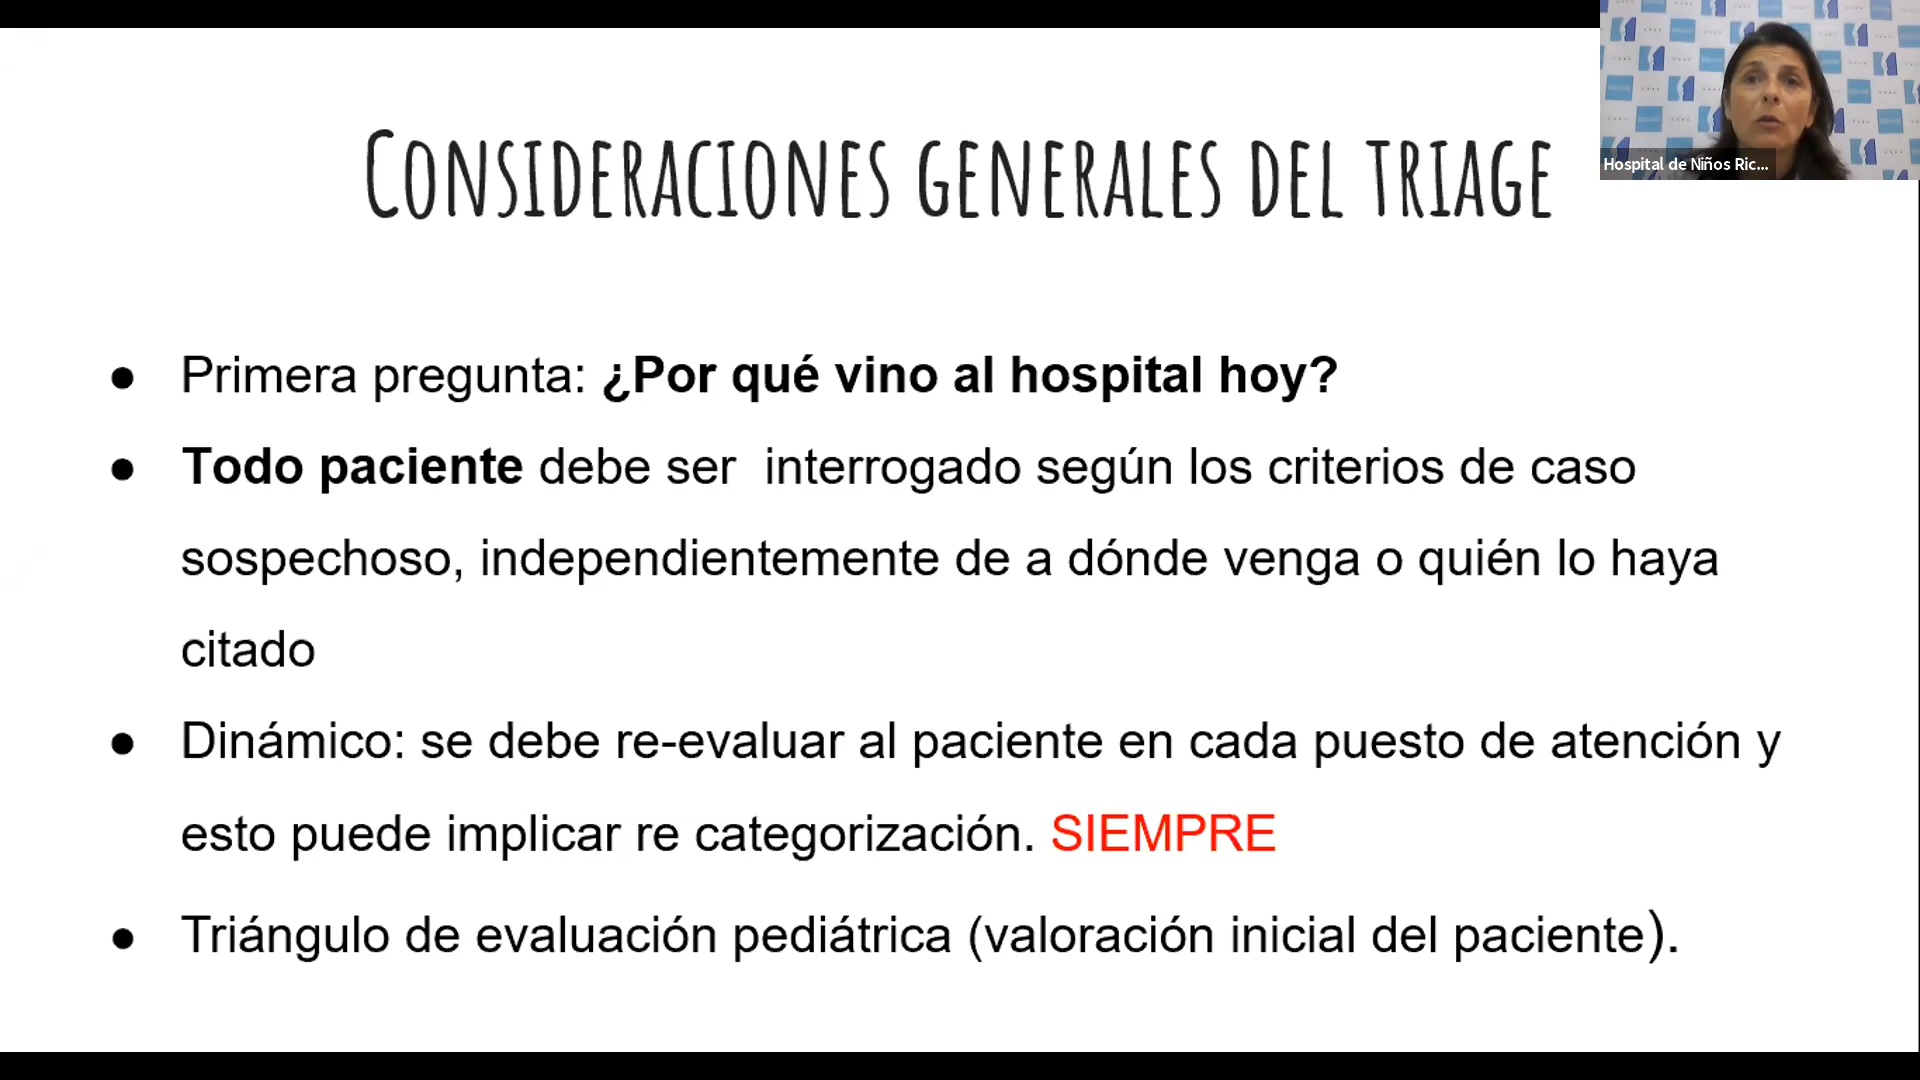 CONSIDERACIONES GENERALES DEL TRIAGE
Hospital de Niños Ric...
● Primera pregunta: ¿Por qué vino al hospital hoy?
● Todo paciente debe ser  interrogado según los criterios de caso
sospechoso, independientemente de a dónde venga o quién lo haya
citado
● Dinámico: se debe re-evaluar al paciente en cada puesto de atención y
esto puede implicar re categorización. SIEMPRE
● Triángulo de evaluación pediátrica (valoración inicial del paciente).